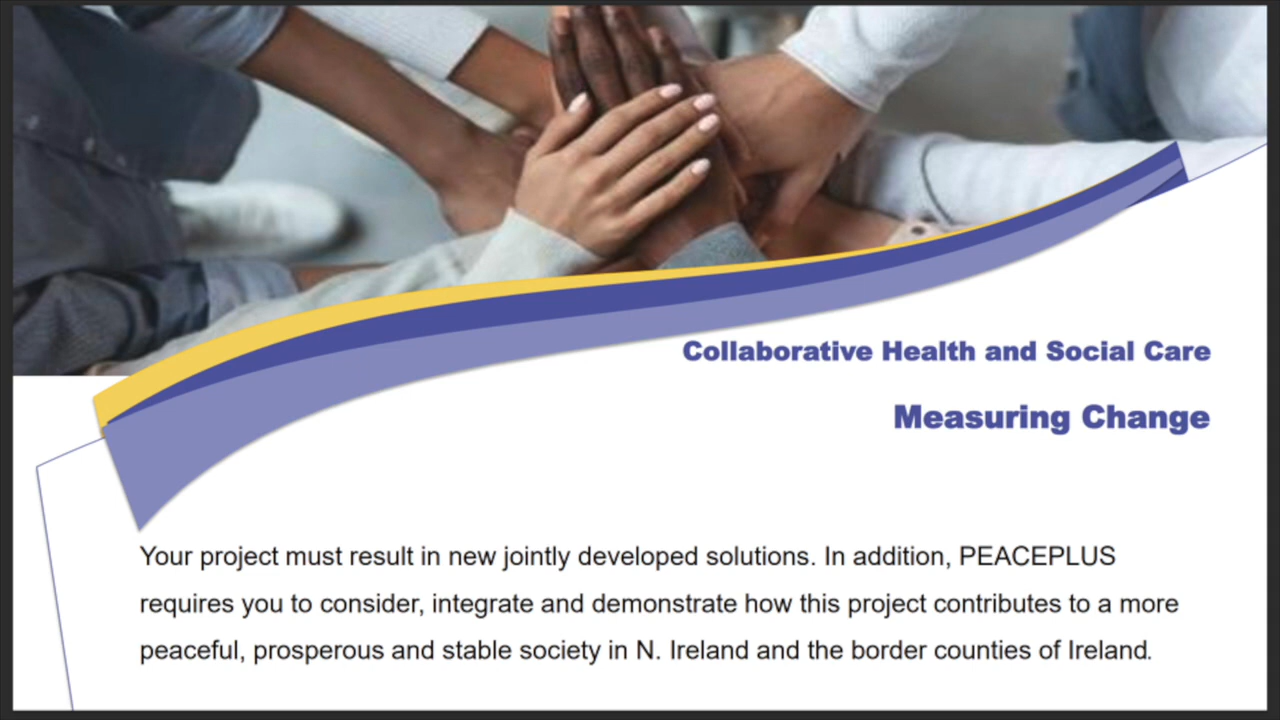 Collaborative Health and Social Care
Measuring Change
Your project must result in new jointly developed solutions. In addition, PEACEPLUS
requires you to consider, integrate and demonstrate how this project contributes to a more
peaceful, prosperous and stable society in N. Ireland and the border counties of Ireland.